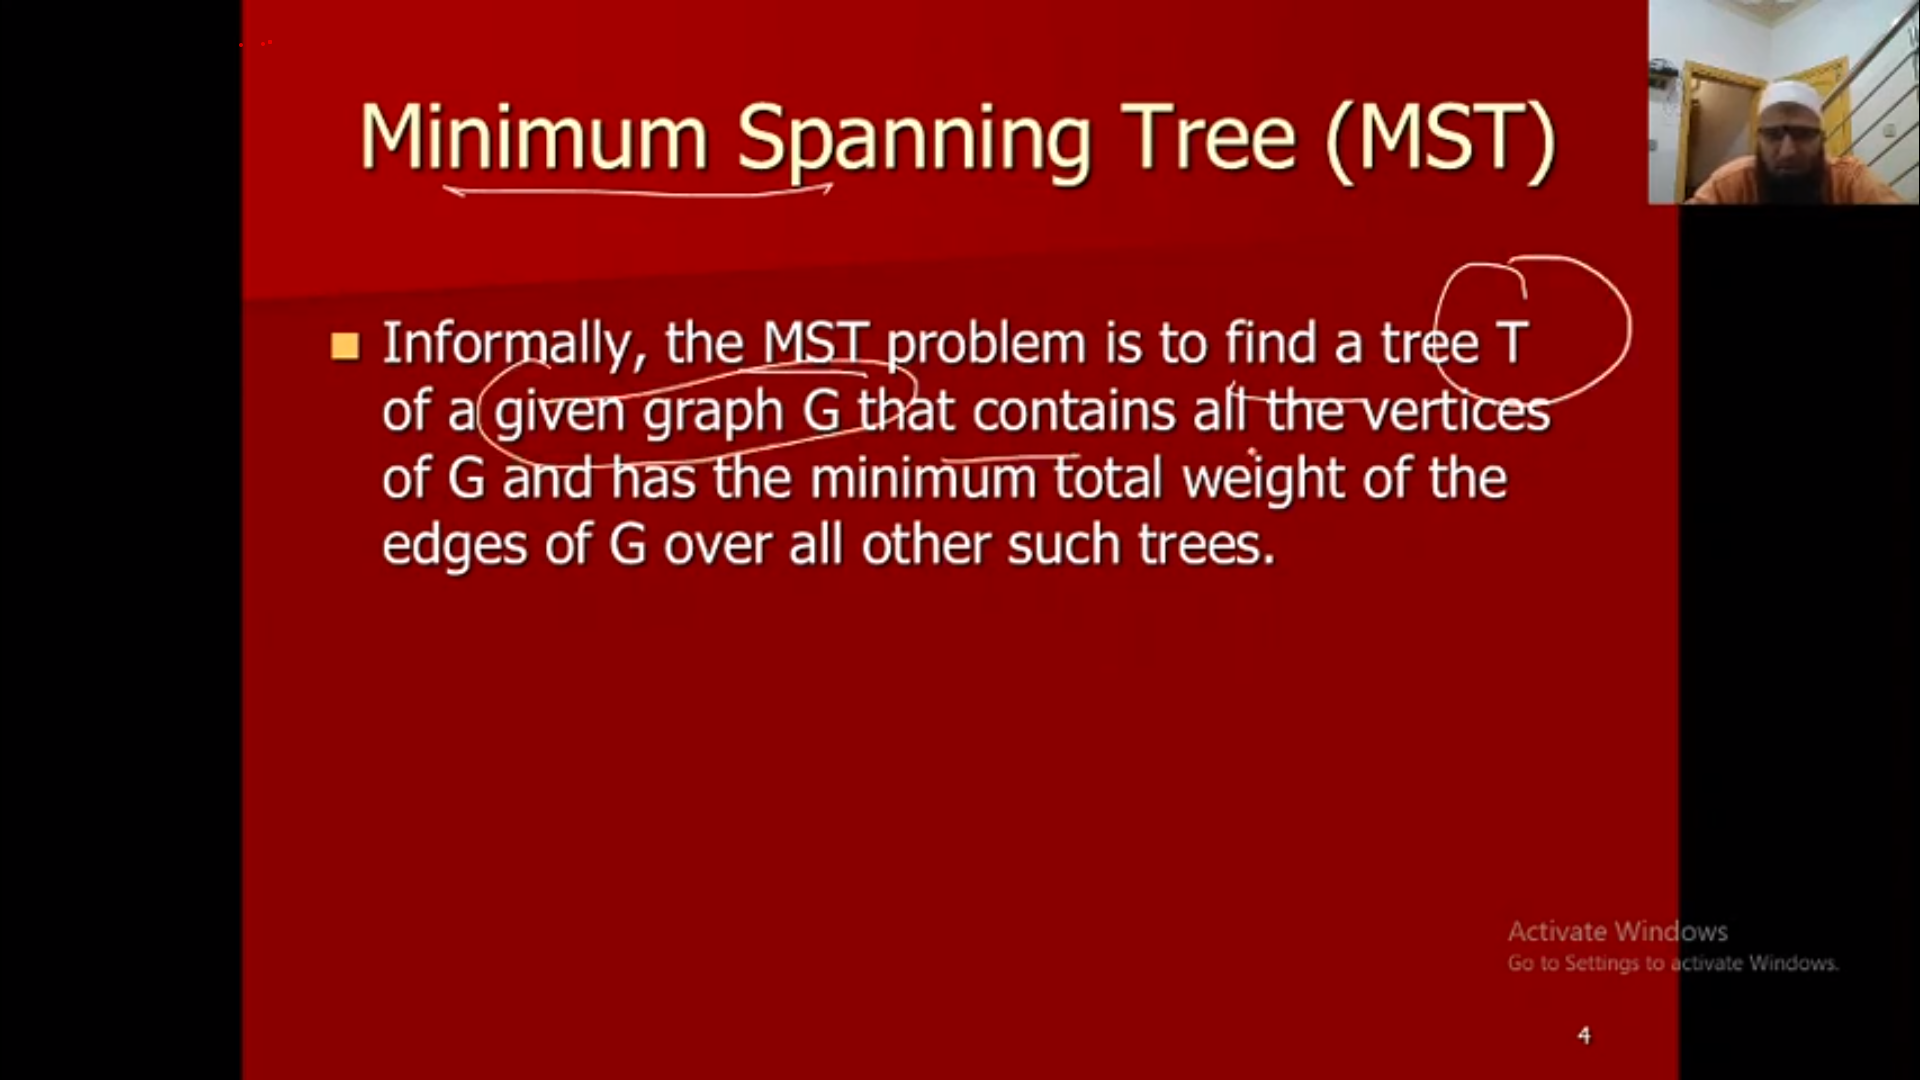 Minimum Spanning Tree (MST)
Informally, the MST problem is to find a tree T
of a given graph G that contains all the vertices
of G and has the minimum total weight of the
edges of G over all other such trees.
Activate Windows
Go to Settings to activate Windows.
4